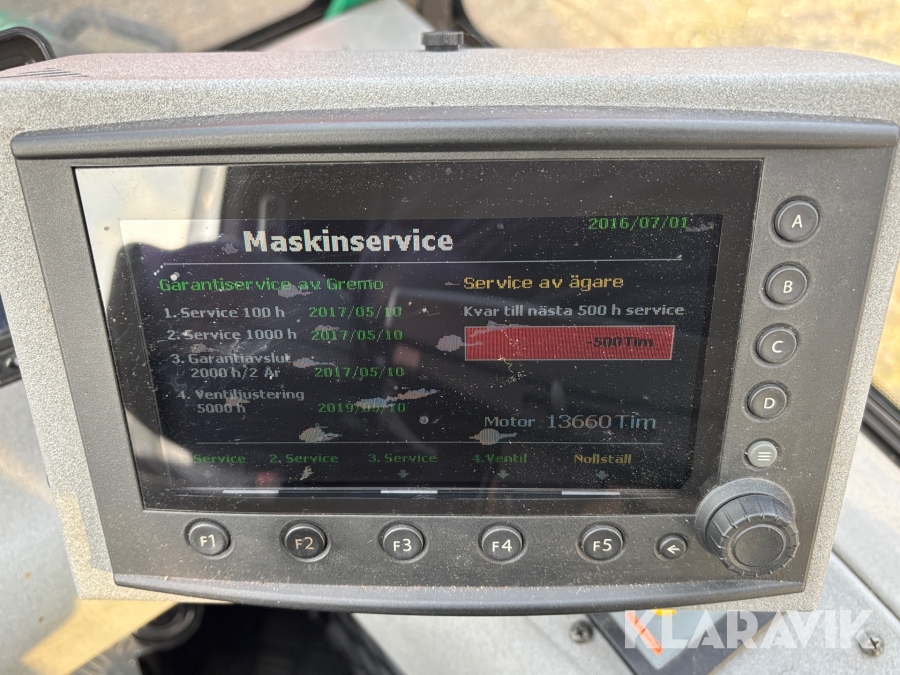 2016/07/01
Maskinservice
Garantiservice av Gremo
1. Service 100 h 2017/05/10
2. Service 1000 h 2017/05/10
3. Garantiavslut
2000 h/2 År 2017/05/10
4. Ventiljustering
5000 h 2019/05/10
Service av ägare
Kvar till nästa 500 h service
-500 Tim
Motor 13660 Tim
Service 2. Service 3. Service 4. Ventil Nollställ
A
B
C
D
F1 F2 F3 F4 F5
KLARAVIK